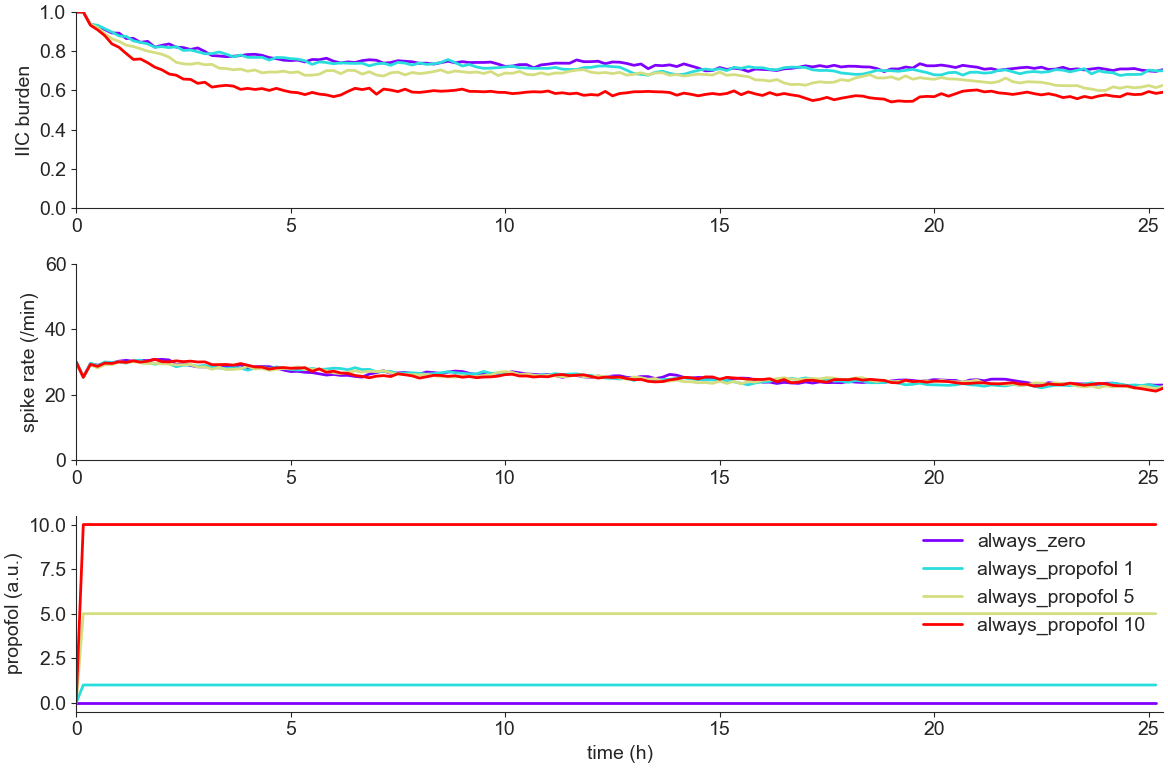 1.0
0.8
0.6
0.4
0.2
0.0
IIC burden
0 5 10 15 20 25
60
40
20
0
spike rate (/min)
0 5 10 15 20 25
10.0
7.5
5.0
2.5
0.0
propofol (a.u.)
always_zero
always_propofol 1
always_propofol 5
always_propofol 10
0 5 10 15 20 25
time (h)